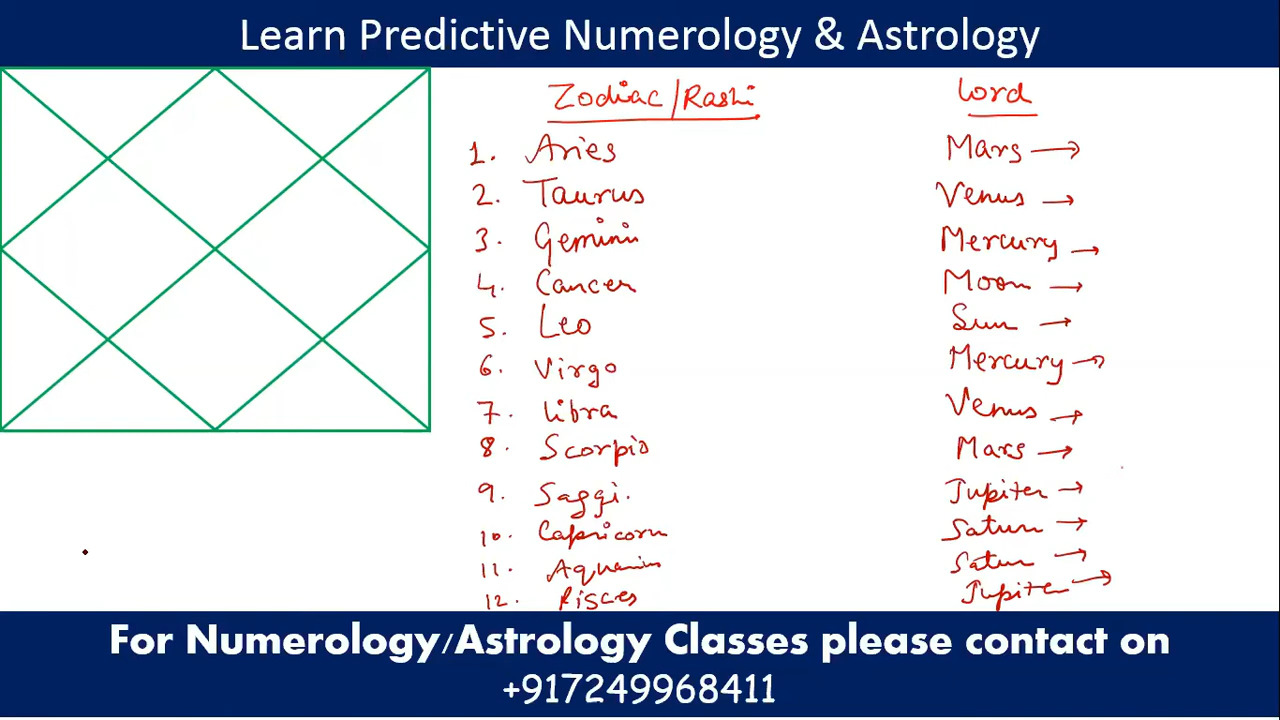 Learn Predictive Numerology & Astrology
Zodiac/Rashi Lord
1. Aries Mars →
2. Taurus Venus →
3. Gemini Mercury →
4. Cancer Moon →
5. Leo Sun →
6. Virgo Mercury →
7. Libra Venus →
8. Scorpio Mars →
9. Saggi. Jupiter →
10. Capricorn Saturn →
11. Aquarius Saturn →
12. Pisces Jupiter →
For Numerology/Astrology Classes please contact on
+917249968411